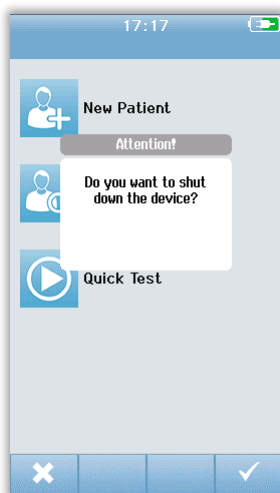 17:17
New Patient
Attention!
Do you want to shut
down the device?
Quick Test